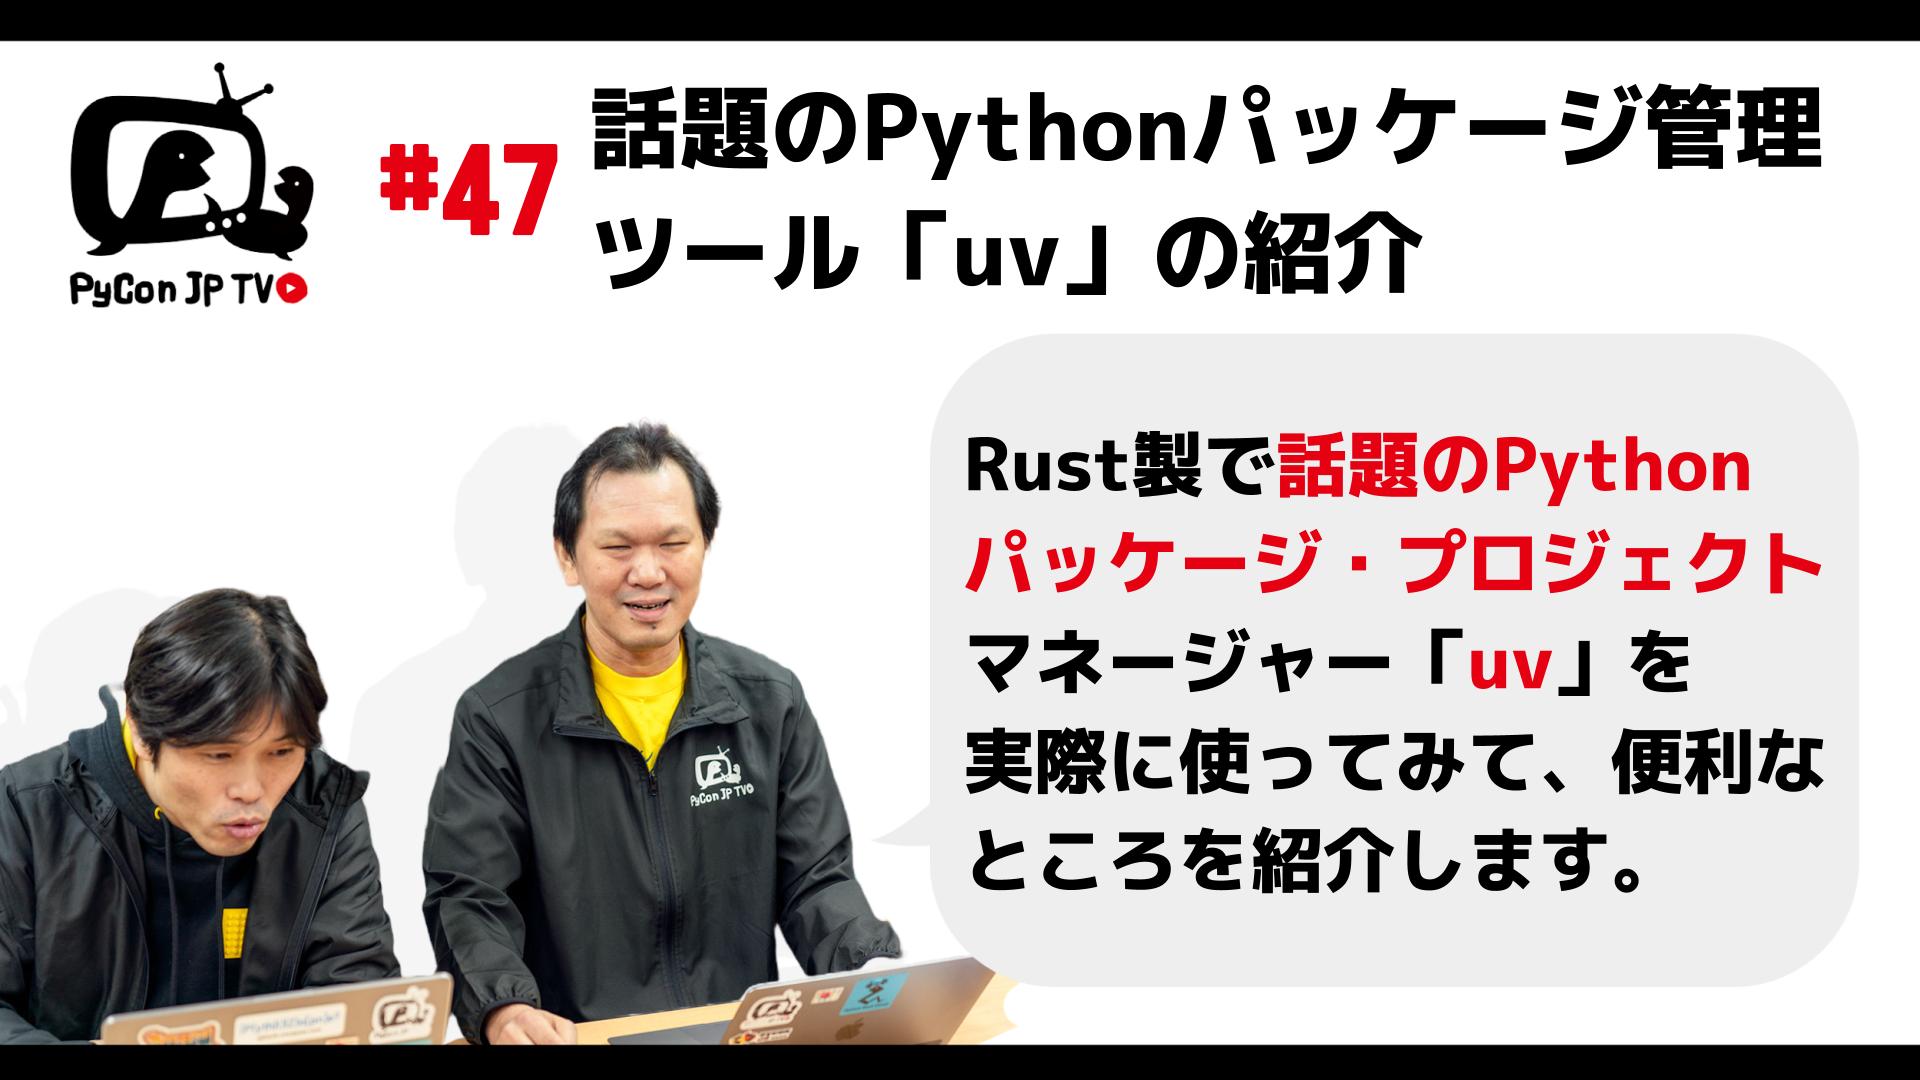 PyCon JP TV
#47
話題のPythonパッケージ管理
ツール「uv」の紹介
Rust製で話題のPython
パッケージ・プロジェクト
マネージャー「uv」を
実際に使ってみて、便利な
ところを紹介します。
PyCon JP TV